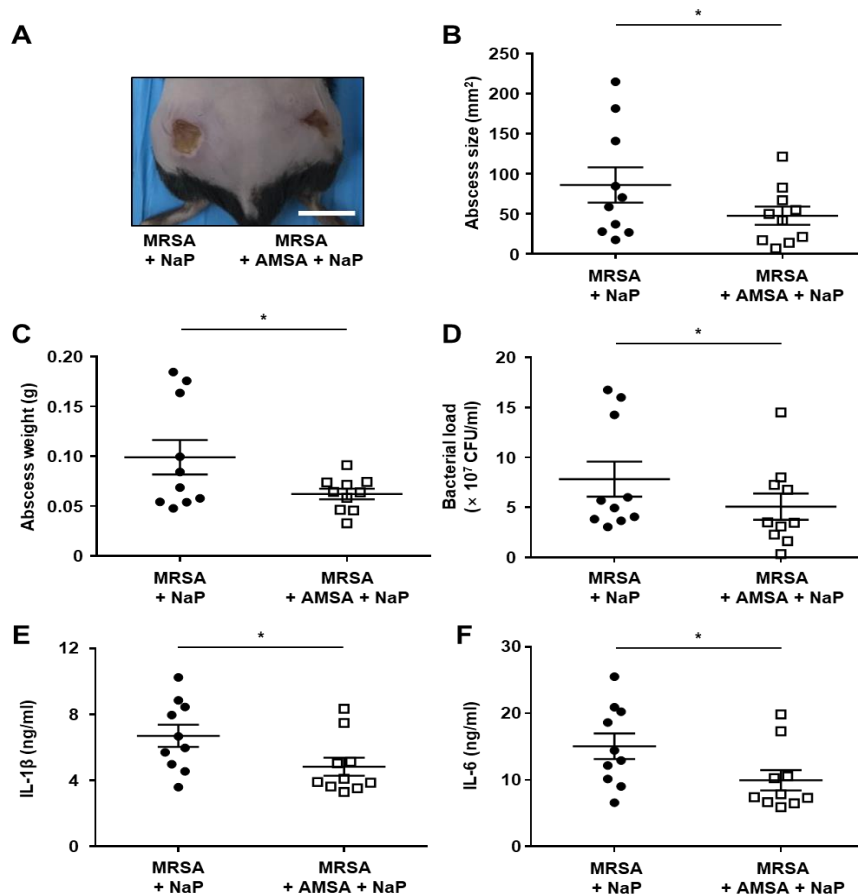 A
MRSA
+ NaP
MRSA
+ AMSA + NaP
B
*
Abscess size (mm²)
250
200
150
100
50
0
MRSA
+ NaP
MRSA
+ AMSA + NaP
C
*
Abscess weight (g)
0.20
0.15
0.10
0.05
0
MRSA
+ NaP
MRSA
+ AMSA + NaP
D
*
Bacterial load
(× 10⁷ CFU/ml)
20
15
10
5
0
MRSA
+ NaP
MRSA
+ AMSA + NaP
E
*
IL-1β (ng/ml)
12
8
4
0
MRSA
+ NaP
MRSA
+ AMSA + NaP
F
*
IL-6 (ng/ml)
30
20
10
0
MRSA
+ NaP
MRSA
+ AMSA + NaP